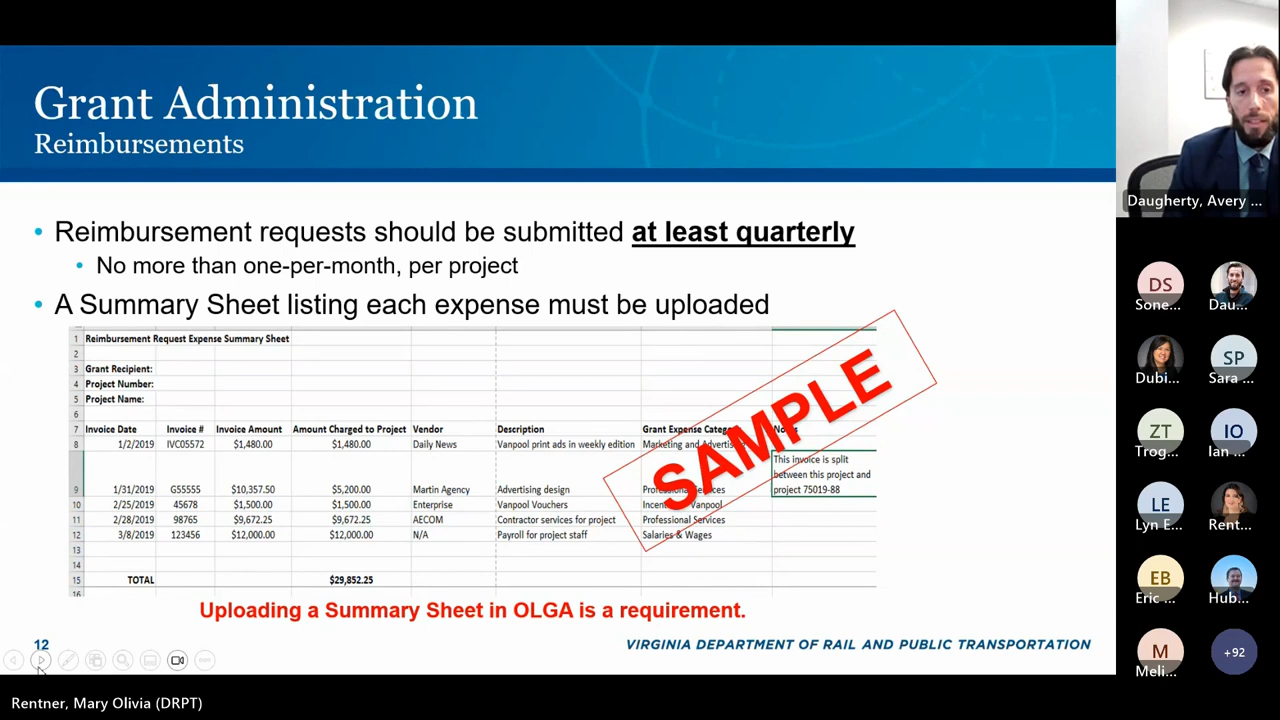 Grant Administration
Reimbursements
Reimbursement requests should be submitted at least quarterly
No more than one-per-month, per project
A Summary Sheet listing each expense must be uploaded
1 Reimbursement Request Expense Summary Sheet
2
3 Grant Recipient:
4 Project Number:
5 Project Name:
6
7 Invoice Date Invoice # Invoice Amount Amount Charged to Project Vendor Description Grant Expense
8 1/2/2019 IVC05572 $1,480.00 $1,480.00 Daily News Vanpool print ads in weekly edition Marketing and
This invoice is split
between this project and
9 1/31/2019 G55555 $10,357.50 $5,200.00 Martin Agency Advertising design Professional Services project 75019-88
10 2/25/2019 45678 $1,500.00 $1,500.00 Enterprise Vanpool Vouchers Vanpool
11 2/28/2019 98765 $9,672.25 $9,672.25 AECOM Contractor services for project Professional Services
12 3/8/2019 123456 $12,000.00 $12,000.00 N/A Payroll for project staff Salaries & Wages
13
14
15 TOTAL $29,852.25
16
SAMPLE
Uploading a Summary Sheet in OLGA is a requirement.
12
VIRGINIA DEPARTMENT OF RAIL AND PUBLIC TRANSPORTATION
Daugherty, Avery ...
DS
Sone... Dau...
SP
Dubi... Sara ...
ZT IO
Trog... Ian ...
LE
Lyn E... Rent...
EB
Eric ... Hub...
M +92
Meli...
Rentner, Mary Olivia (DRPT)